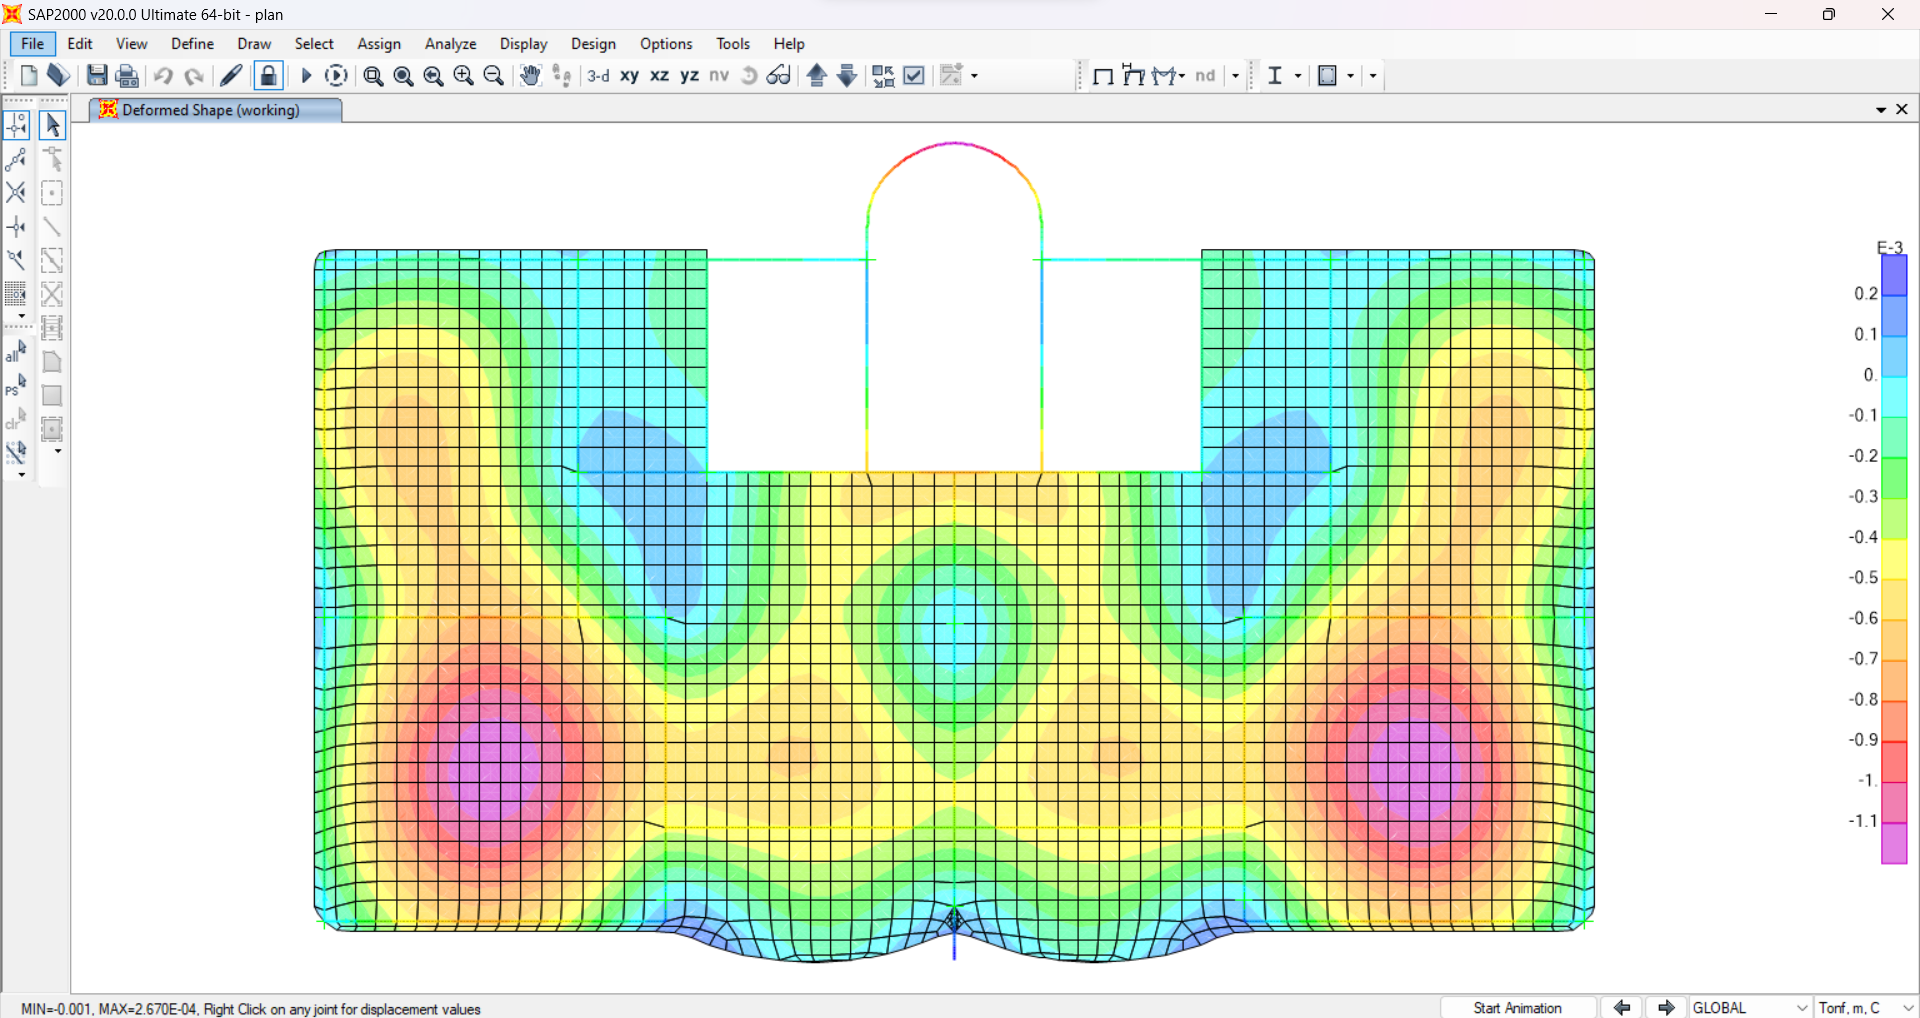 SAP2000 v20.0.0 Ultimate 64-bit - plan
File Edit View Define Draw Select Assign Analyze Display Design Options Tools Help
3-d xy xz yz nv nd
Deformed Shape (working)
all
PS
clr
E-3
0.2
0.1
0.
-0.1
-0.2
-0.3
-0.4
-0.5
-0.6
-0.7
-0.8
-0.9
-1.
-1.1
MIN=-0.001, MAX=2.670E-04, Right Click on any joint for displacement values
Start Animation GLOBAL Tonf, m, C